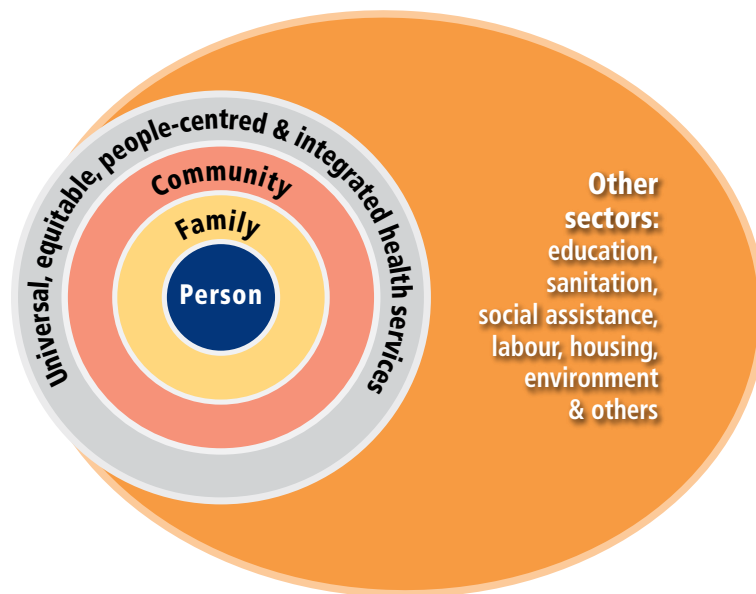 Universal, equitable, people-centred & integrated health services
Community
Family
Person
Other
sectors:
education,
sanitation,
social assistance,
labour, housing,
environment
& others